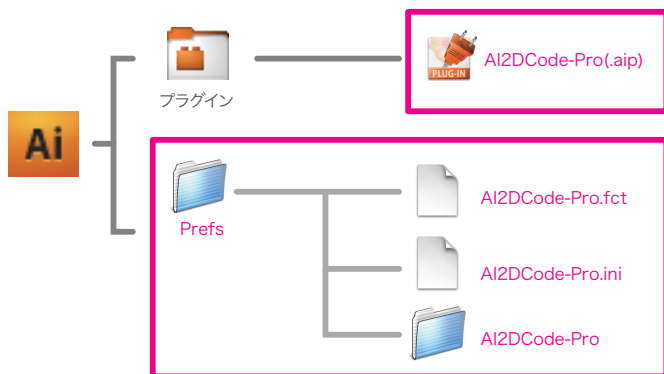 Ai
プラグイン
PLUG-IN
AI2DCode-Pro(.aip)
Prefs
AI2DCode-Pro.fct
AI2DCode-Pro.ini
AI2DCode-Pro